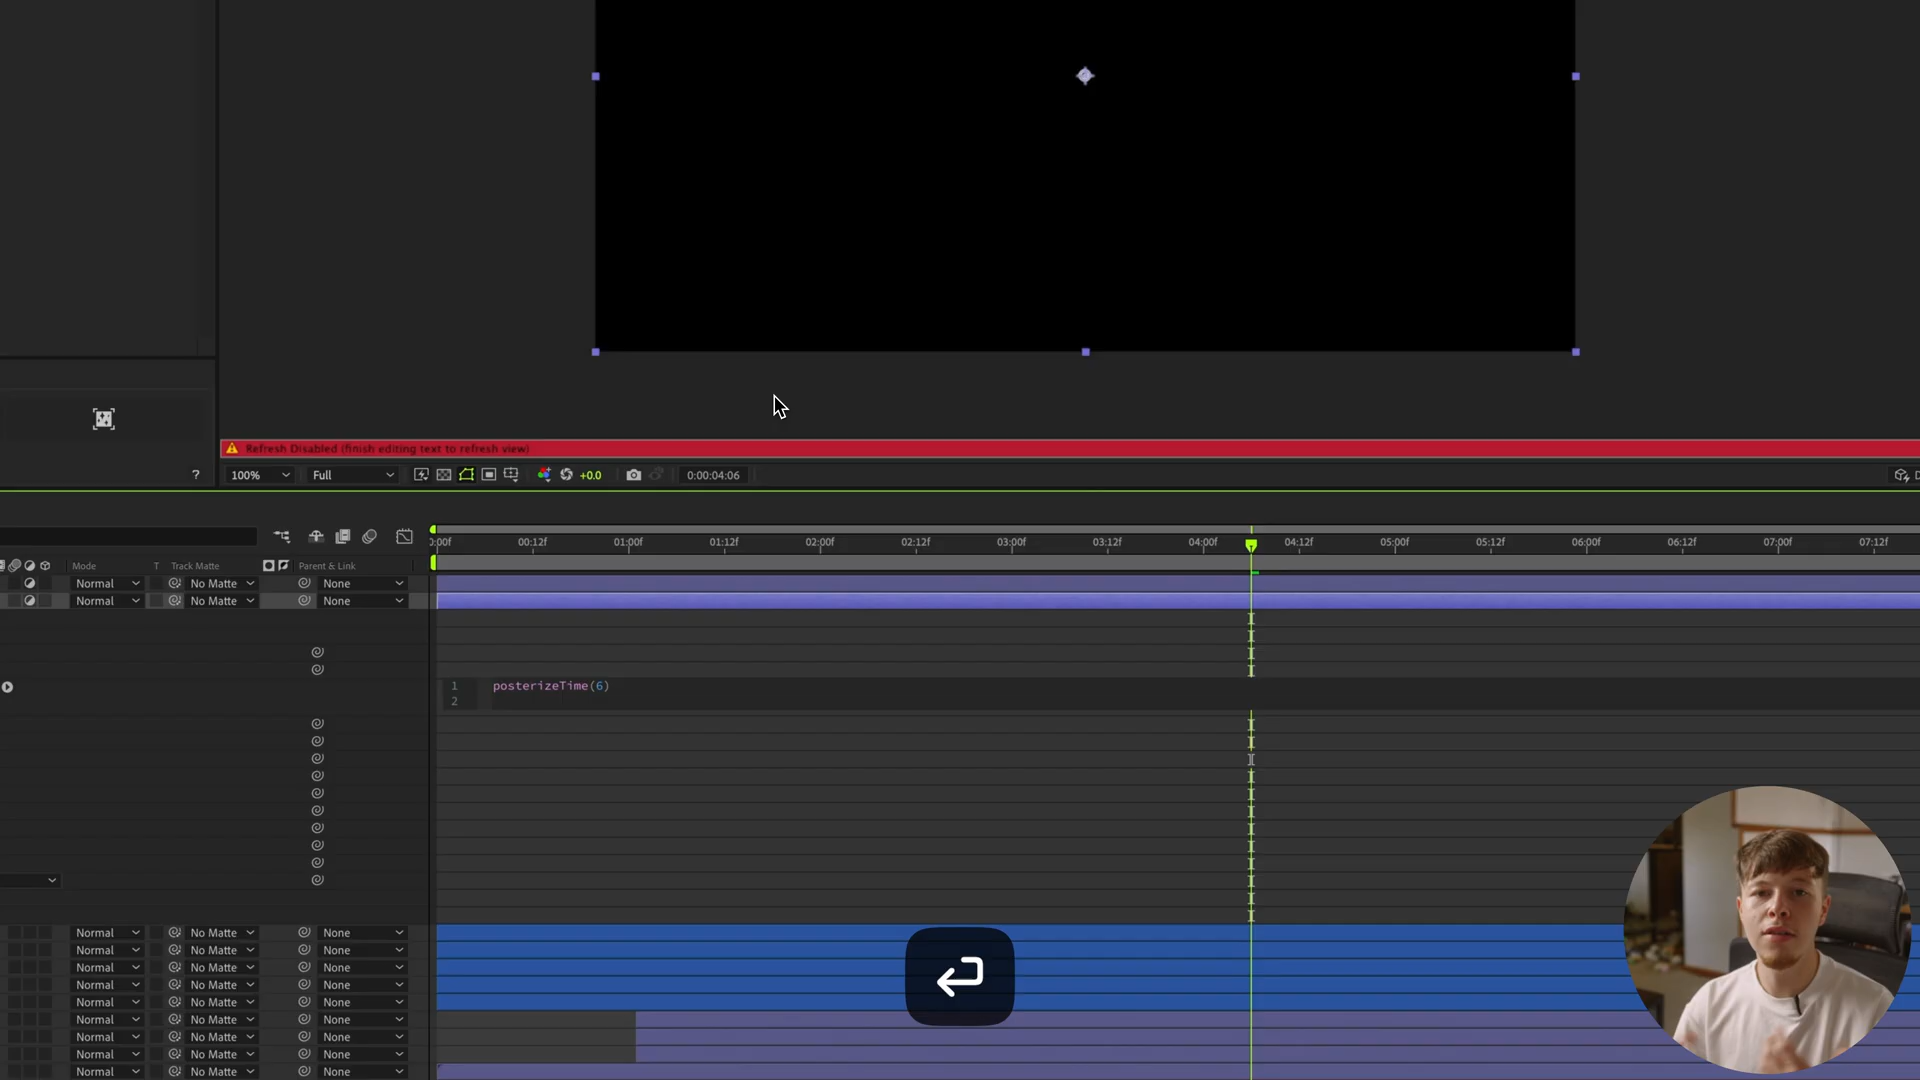 Refresh Disabled (finish editing text to refresh view)
?
100%
Full
+0.0
0:00:04:06
0:00f
00:12f
01:00f
01:12f
02:00f
02:12f
03:00f
03:12f
04:00f
04:12f
05:00f
05:12f
06:00f
06:12f
07:00f
07:12f
Mode
T
Track Matte
Parent & Link
Normal
No Matte
None
Normal
No Matte
None
1 posterizeTime(6)
2
Normal
No Matte
None
Normal
No Matte
None
Normal
No Matte
None
Normal
No Matte
None
Normal
No Matte
None
Normal
No Matte
None
Normal
No Matte
None
Normal
No Matte
None
Normal
No Matte
None